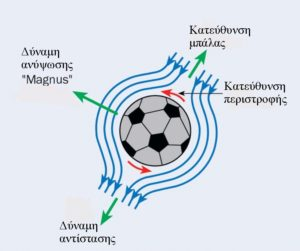 Κατεύθυνση
μπάλας
Δύναμη
ανύψωσης
"Magnus"
Κατεύθυνση
περιστροφής
Δύναμη
αντίστασης